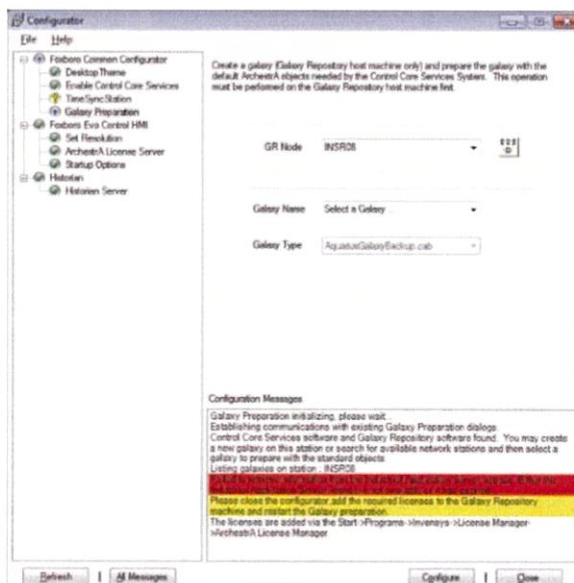 Configurator
File Help
Foxboro Common Configurator
Desktop Theme
Enable Control Core Services
TimeSyncStation
Galaxy Preparation
Foxboro Evo Control HMI
Set Resolution
ArchestrA License Server
Startup Options
Historian
Historian Server
Create a galaxy (Galaxy Repository host machine only) and prepare the galaxy with the
default ArchestrA objects needed by the Control Core Services System. This operation
must be performed on the Galaxy Repository host machine first.
GR Node INSR08
Galaxy Name Select a Galaxy
Galaxy Type AquariusGalaxyBackup.cab
Configuration Messages
Galaxy Preparation initializing, please wait...
Establishing communications with existing Galaxy Preparation dialogs
Control Core Services software and Galaxy Repository software found. You may create
a new galaxy on this station or search for available network stations and then select a
galaxy to prepare with the standard objects
Listing galaxies on station : INSR08
Please close the configurator, add the required licenses to the Galaxy Repository
machine and restart the Galaxy preparation.
The licenses are added via the Start->Programs->Invensys->License Manager-
>ArchestrA License Manager
Refresh All Messages Configure Close